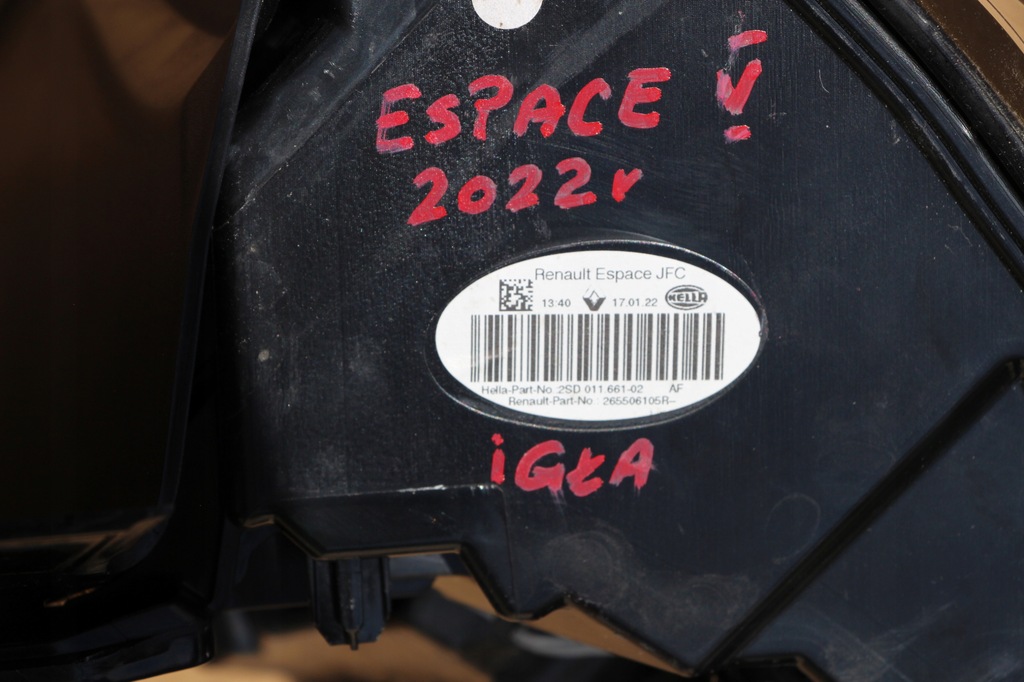 ESPACE V
2022r
Renault Espace JFC
13:40 17.01.22 HELLA
Hella-Part-No.:2SD 011.661-02 AF
Renault-Part-No.: 265506105R--
iGŁA